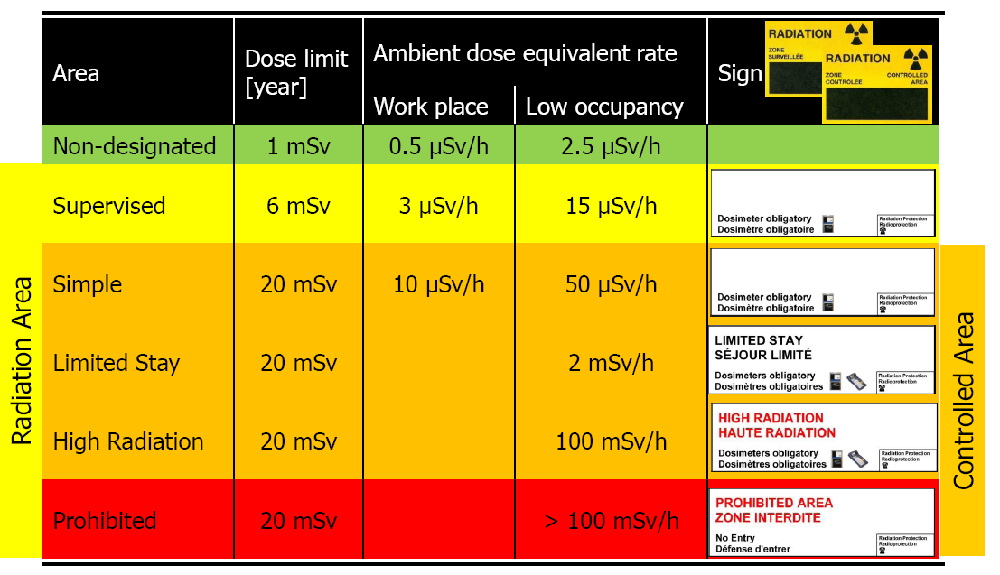 Area
Dose limit
[year]
Ambient dose equivalent rate
Work place
Low occupancy
Sign
RADIATION
ZONE
SURVEILLÉE
RADIATION
ZONE
CONTRÔLÉE
CONTROLLED
AREA
Non-designated 1 mSv 0.5 µSv/h 2.5 µSv/h
Radiation Area
Supervised 6 mSv 3 µSv/h 15 µSv/h
Dosimeter obligatory
Dosimètre obligatoire
Radiation Protection
Radioprotection
Controlled Area
Simple 20 mSv 10 µSv/h 50 µSv/h
Dosimeter obligatory
Dosimètre obligatoire
Radiation Protection
Radioprotection
Limited Stay 20 mSv 2 mSv/h
LIMITED STAY
SÉJOUR LIMITÉ
Dosimeters obligatory
Dosimètres obligatoires
Radiation Protection
Radioprotection
High Radiation 20 mSv 100 mSv/h
HIGH RADIATION
HAUTE RADIATION
Dosimeters obligatory
Dosimètres obligatoires
Radiation Protection
Radioprotection
Prohibited 20 mSv > 100 mSv/h
PROHIBITED AREA
ZONE INTERDITE
No Entry
Défense d'entrer
Radiation Protection
Radioprotection